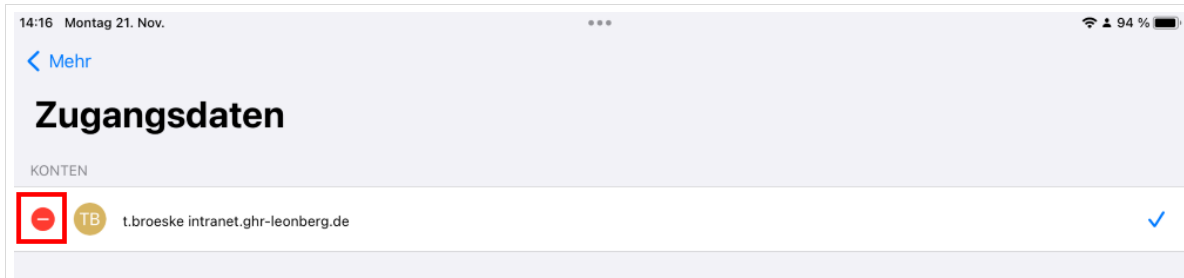 14:16 Montag 21. Nov. 94 %
Mehr
Zugangsdaten
KONTEN
TB t.broeske intranet.ghr-leonberg.de